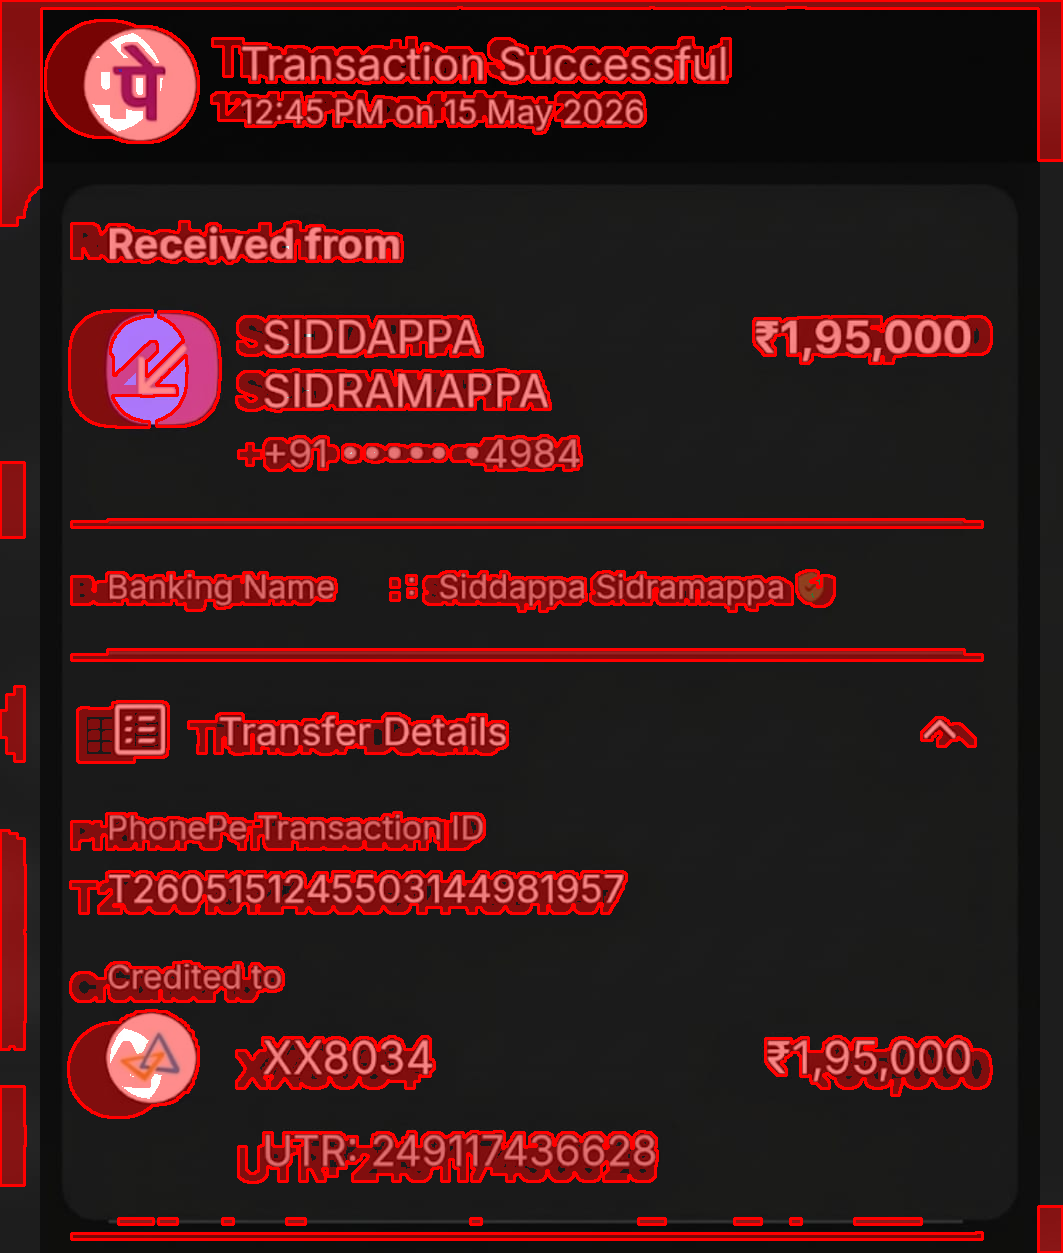 पे
Transaction Successful
12:45 PM on 15 May 2026
Received from
SIDDAPPA ₹1,95,000
SIDRAMAPPA
+91••••••4984
Banking Name : Siddappa Sidramappa
Transfer Details
PhonePe Transaction ID
T2605151245503144981957
Credited to
XX8034 ₹1,95,000
UTR: 249117436628